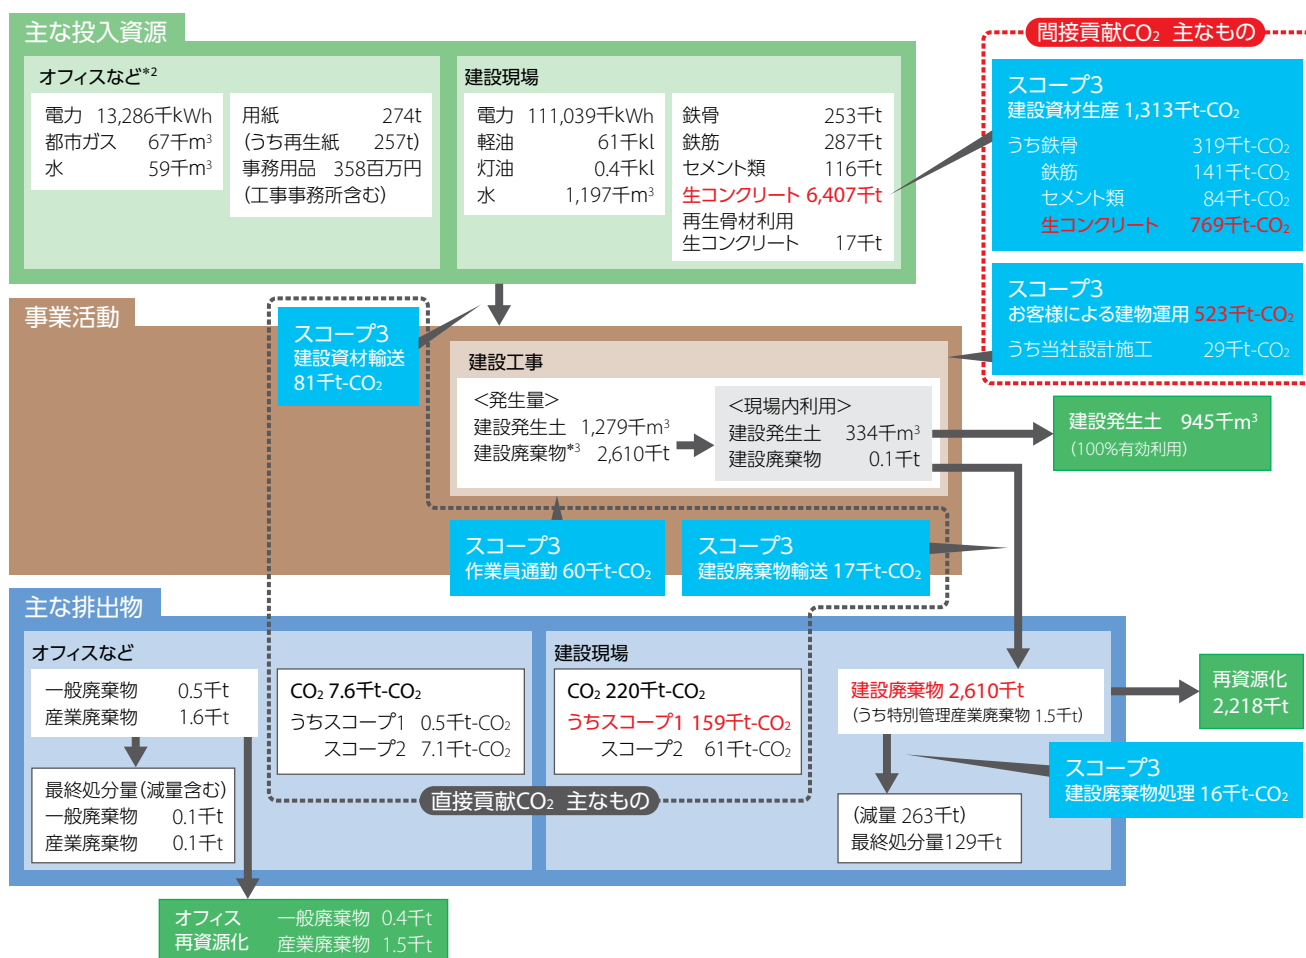 主な投入資源
オフィスなど*2
電力 13,286千kWh
都市ガス 67千m³
水 59千m³
用紙 274t
(うち再生紙 257t)
事務用品 358百万円
(工事事務所含む)
建設現場
電力 111,039千kWh
軽油 61千kl
灯油 0.4千kl
水 1,197千m³
鉄骨 253千t
鉄筋 287千t
セメント類 116千t
生コンクリート 6,407千t
再生骨材利用
生コンクリート 17千t
間接貢献CO₂ 主なもの
スコープ3
建設資材生産 1,313千t-CO₂
うち鉄骨 319千t-CO₂
鉄筋 141千t-CO₂
セメント類 84千t-CO₂
生コンクリート 769千t-CO₂
スコープ3
お客様による建物運用 523千t-CO₂
うち当社設計施工 29千t-CO₂
事業活動
スコープ3
建設資材輸送
81千t-CO₂
建設工事
<発生量>
建設発生土 1,279千m³
建設廃棄物*3 2,610千t
<現場内利用>
建設発生土 334千m³
建設廃棄物 0.1千t
建設発生土 945千m³
(100%有効利用)
スコープ3
作業員通勤 60千t-CO₂
スコープ3
建設廃棄物輸送 17千t-CO₂
主な排出物
オフィスなど
一般廃棄物 0.5千t
産業廃棄物 1.6千t
最終処分量(減量含む)
一般廃棄物 0.1千t
産業廃棄物 0.1千t
CO₂ 7.6千t-CO₂
うちスコープ1 0.5千t-CO₂
スコープ2 7.1千t-CO₂
建設現場
CO₂ 220千t-CO₂
うちスコープ1 159千t-CO₂
スコープ2 61千t-CO₂
直接貢献CO₂ 主なもの
建設廃棄物 2,610千t
(うち特別管理産業廃棄物 1.5千t)
(減量 263千t)
最終処分量129千t
再資源化
2,218千t
スコープ3
建設廃棄物処理 16千t-CO₂
オフィス 一般廃棄物 0.4千t
再資源化 産業廃棄物 1.5千t